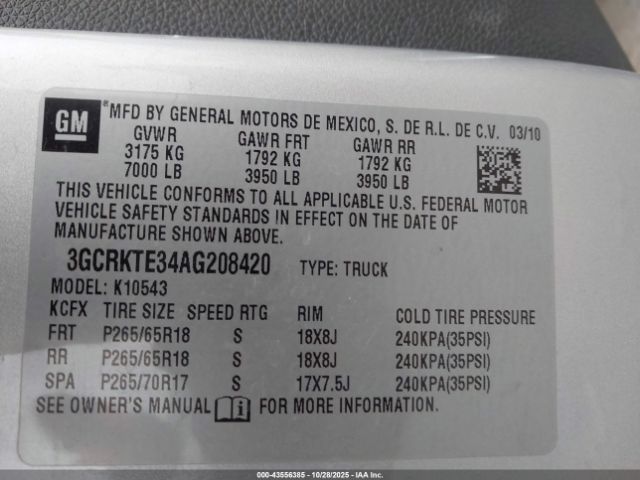 GM
*MFD BY GENERAL MOTORS DE MEXICO, S. DE R.L. DE C.V. 03/10
GVWR GAWR FRT GAWR RR
3175 KG 1792 KG 1792 KG
7000 LB 3950 LB 3950 LB
THIS VEHICLE CONFORMS TO ALL APPLICABLE U.S. FEDERAL MOTOR
VEHICLE SAFETY STANDARDS IN EFFECT ON THE DATE OF
MANUFACTURE SHOWN ABOVE.
3GCRKTE34AG208420 TYPE: TRUCK
MODEL: K10543
KCFX TIRE SIZE SPEED RTG RIM COLD TIRE PRESSURE
FRT P265/65R18 S 18X8J 240KPA(35PSI)
RR P265/65R18 S 18X8J 240KPA(35PSI)
SPA P265/70R17 S 17X7.5J 240KPA(35PSI)
SEE OWNER'S MANUAL i FOR MORE INFORMATION.
000-43556385 - 10/28/2025 - Copyright © IAA, Inc.